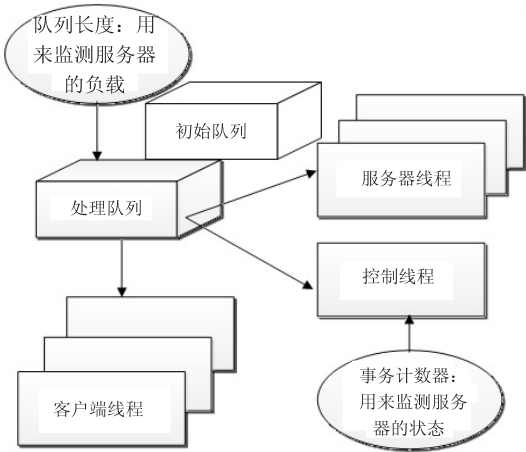 队列长度：用
来监测服务器
的负载
初始队列
处理队列
服务器线程
控制线程
客户端线程
事务计数器：
用来监测服务
器的状态